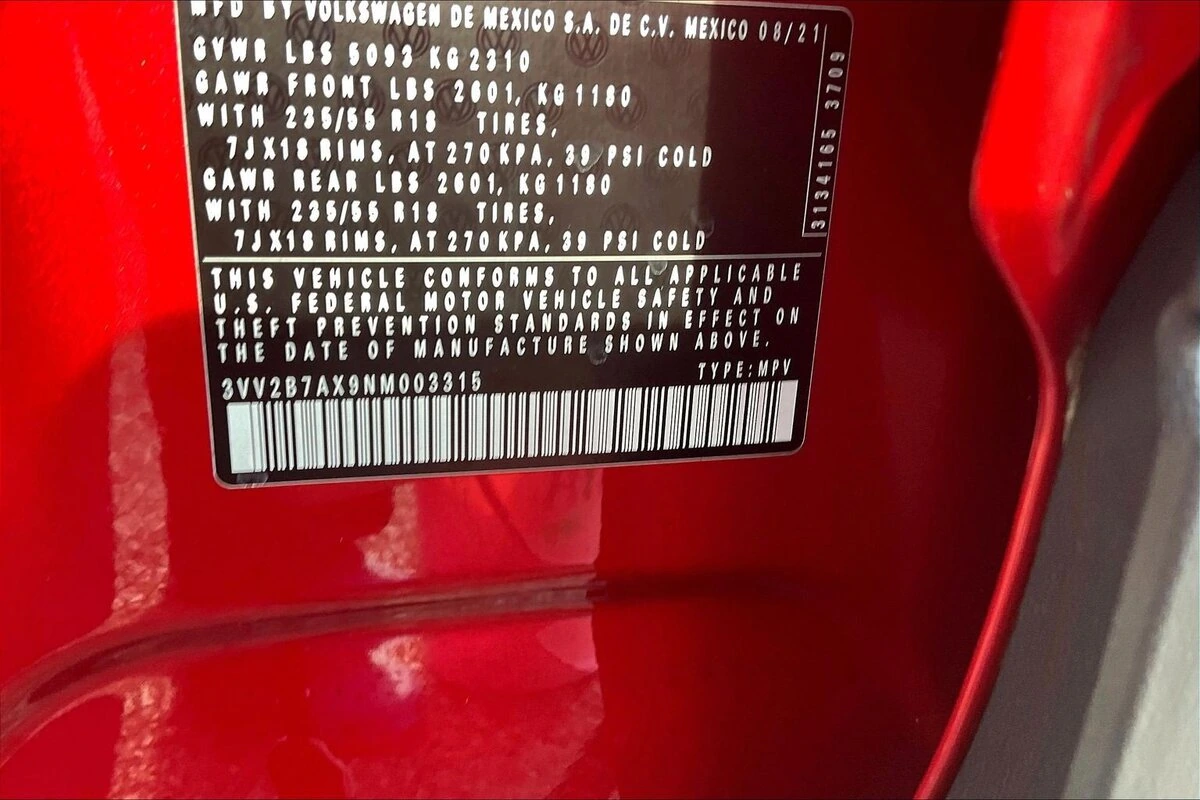 MFD BY VOLKSWAGEN DE MEXICO S.A. DE C.V. MEXICO 08/21
GVWR LBS 5093 KG 2310
GAWR FRONT LBS 2601, KG 1180
WITH 235/55 R18 TIRES,
7JX18 RIMS, AT 270 KPA, 39 PSI COLD
GAWR REAR LBS 2601, KG 1180
WITH 235/55 R18 TIRES,
7JX18 RIMS, AT 270 KPA, 39 PSI COLD
3134165 3709
THIS VEHICLE CONFORMS TO ALL APPLICABLE
U.S. FEDERAL MOTOR VEHICLE SAFETY AND
THEFT PREVENTION STANDARDS IN EFFECT ON
THE DATE OF MANUFACTURE SHOWN ABOVE.
3VV2B7AX9NM003315 TYPE: MPV